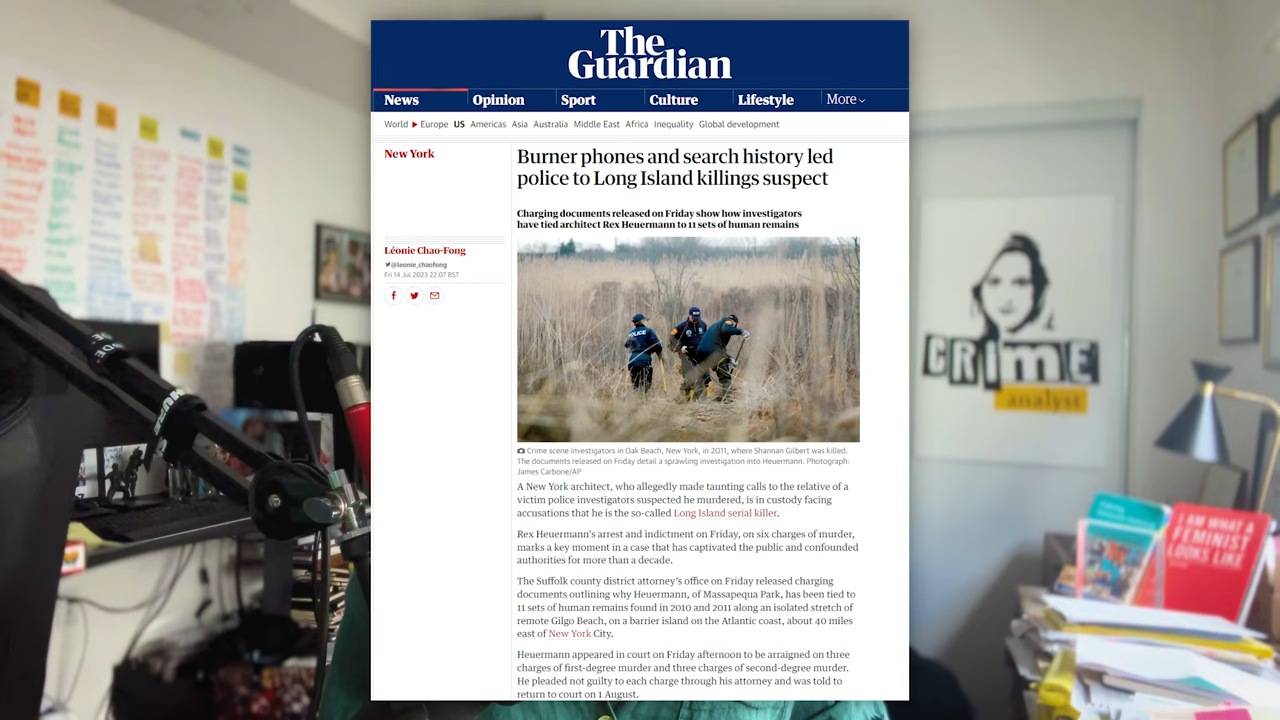 The
Guardian
News
Opinion
Sport
Culture
Lifestyle
More
World
Europe
US
Americas
Asia
Australia
Middle East
Africa
Inequality
Global development
New York
Burner phones and search history led
police to Long Island killings suspect
Charging documents released on Friday show how investigators
have tied architect Rex Heuermann to 11 sets of human remains
Léonie Chao-Fong
@leonie_chaofong
Fri 14 Jul 2023 22.07 BST
POLICE
Crime scene investigators in Oak Beach, New York, in 2011, where Shannan Gilbert was killed.
The documents released on Friday detail a sprawling investigation into Heuermann. Photograph:
James Carbone/AP
A New York architect, who allegedly made taunting calls to the relative of a
victim police investigators suspected he murdered, is in custody facing
accusations that he is the so-called Long Island serial killer.
Rex Heuermann's arrest and indictment on Friday, on six charges of murder,
marks a key moment in a case that has captivated the public and confounded
authorities for more than a decade.
The Suffolk county district attorney's office on Friday released charging
documents outlining why Heuermann, of Massapequa Park, has been tied to
11 sets of human remains found in 2010 and 2011 along an isolated stretch of
remote Gilgo Beach, on a barrier island on the Atlantic coast, about 40 miles
east of New York City.
Heuermann appeared in court on Friday afternoon to be arraigned on three
charges of first-degree murder and three charges of second-degree murder.
He pleaded not guilty to each charge through his attorney and was told to
return to court on 1 August.
CRIME
analyst
I AM WHAT A
FEMINIST
LOOKS LIKE